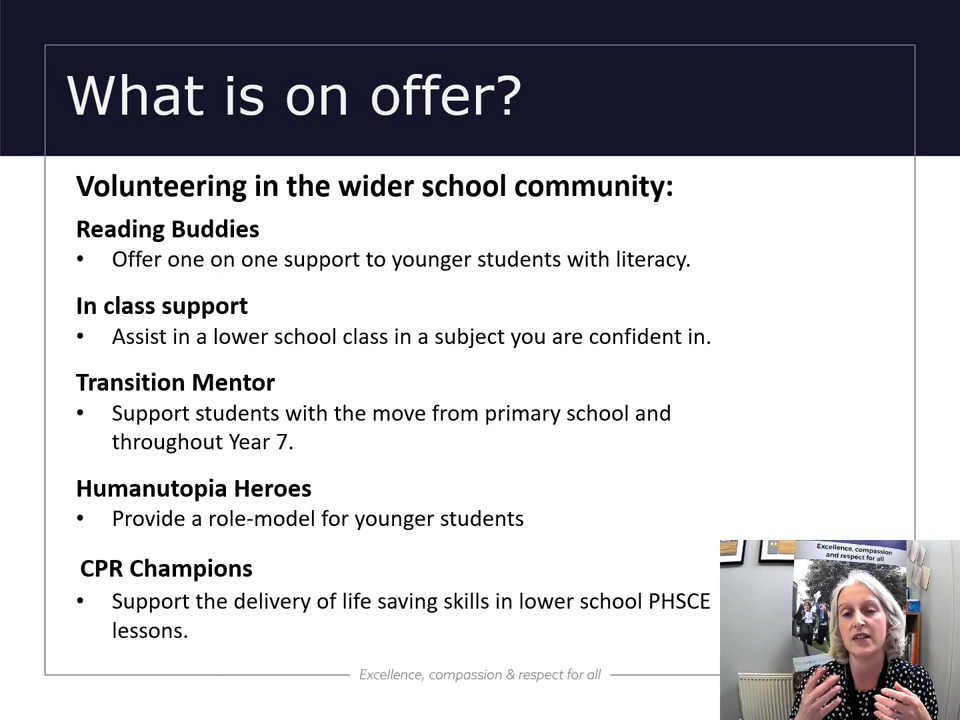 What is on offer?
Volunteering in the wider school community:
Reading Buddies
• Offer one on one support to younger students with literacy.
In class support
• Assist in a lower school class in a subject you are confident in.
Transition Mentor
• Support students with the move from primary school and
throughout Year 7.
Humanutopia Heroes
• Provide a role-model for younger students
CPR Champions
• Support the delivery of life saving skills in lower school PHSCE
lessons.
Excellence, compassion & respect for all
Excellence, compassion
and respect for all